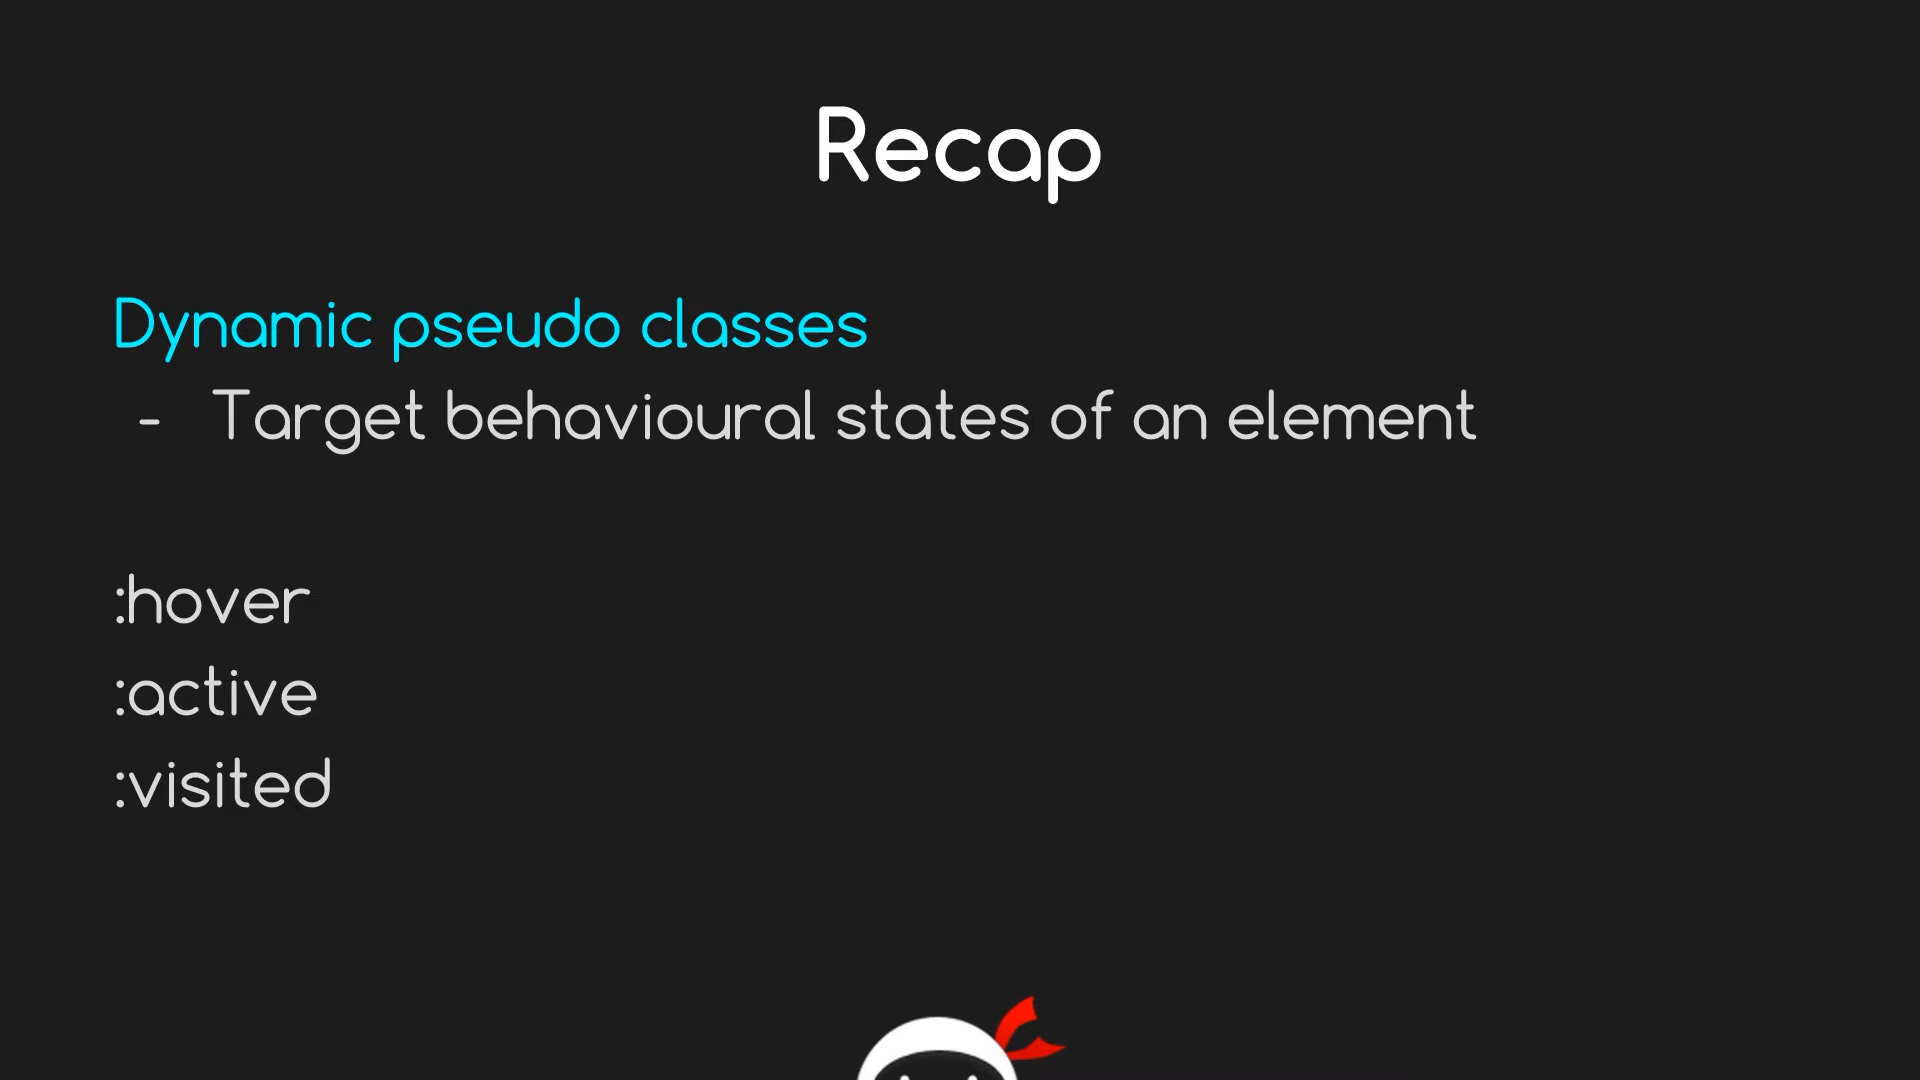 Recap
Dynamic pseudo classes
- Target behavioural states of an element
:hover
:active
:visited